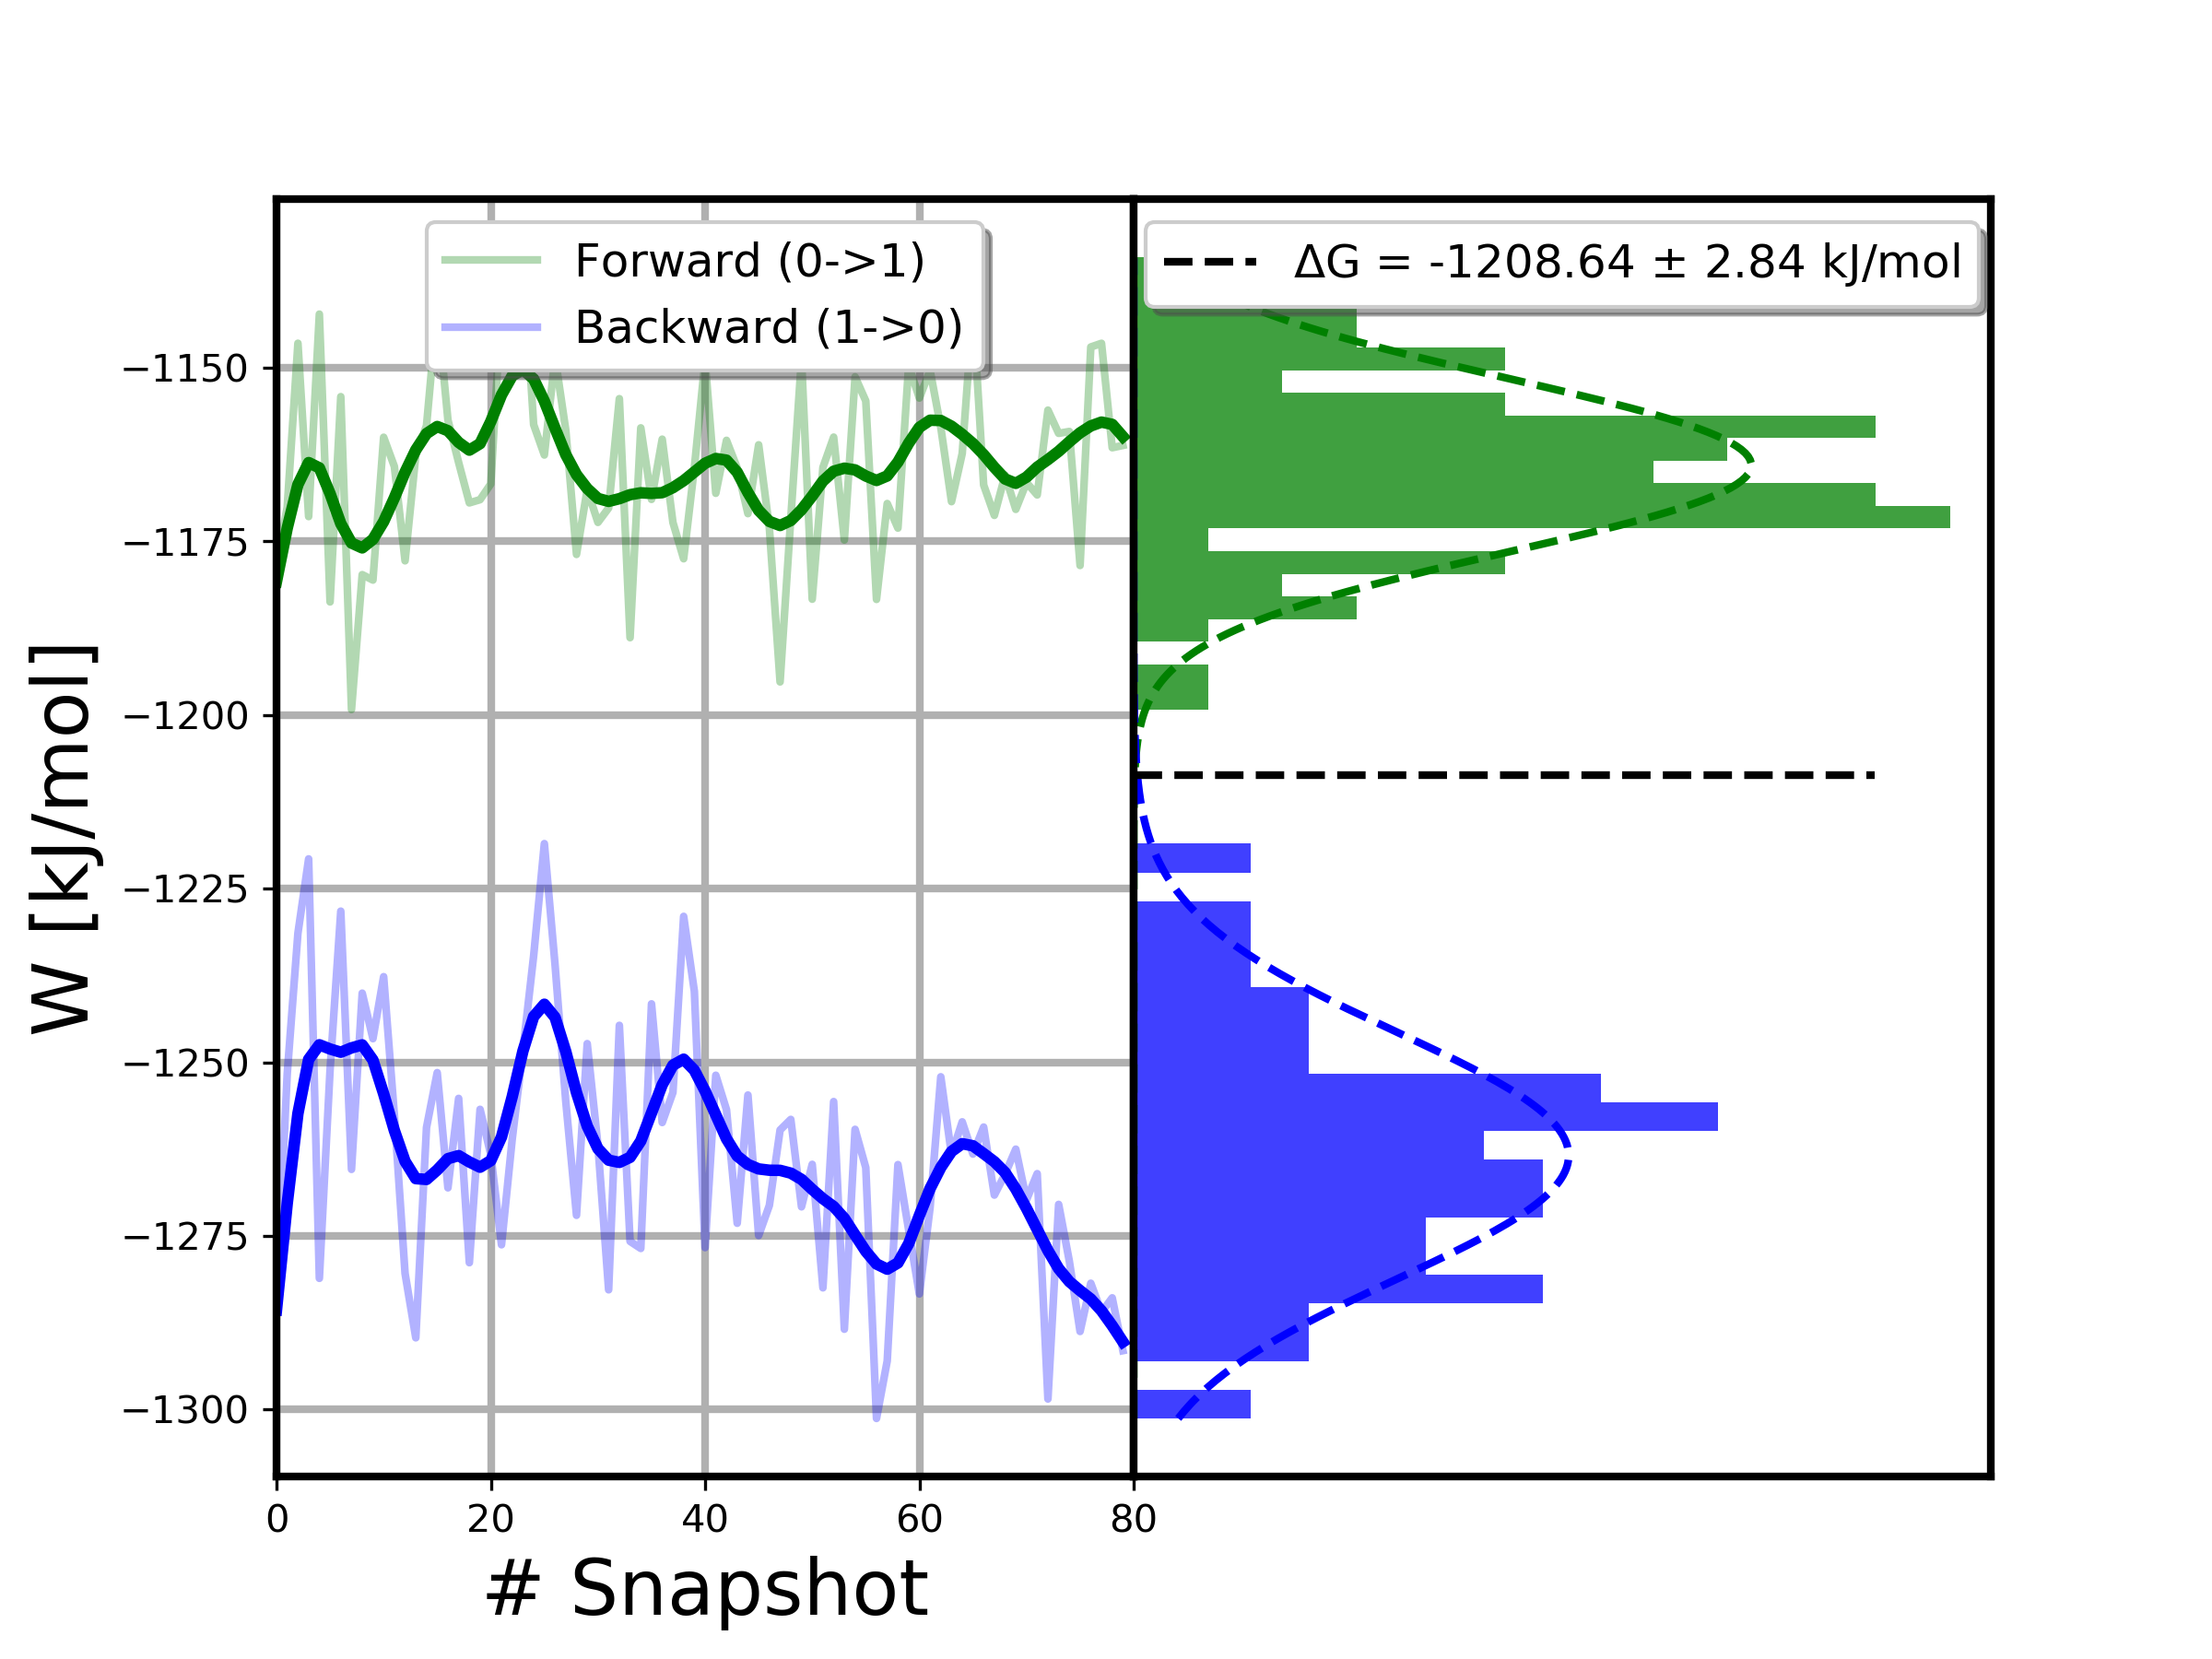 Forward (0->1)
Backward (1->0)
ΔG = -1208.64 ± 2.84 kJ/mol
W [kJ/mol]
−1150
−1175
−1200
−1225
−1250
−1275
−1300
0 20 40 60 80
# Snapshot